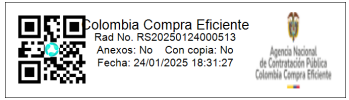 Colombia Compra Eficiente
Rad No. RS20250124000513
Anexos: No    Con copia: No
Fecha: 24/01/2025 18:31:27
Agencia Nacional
de Contratación Pública
Colombia Compra Eficiente